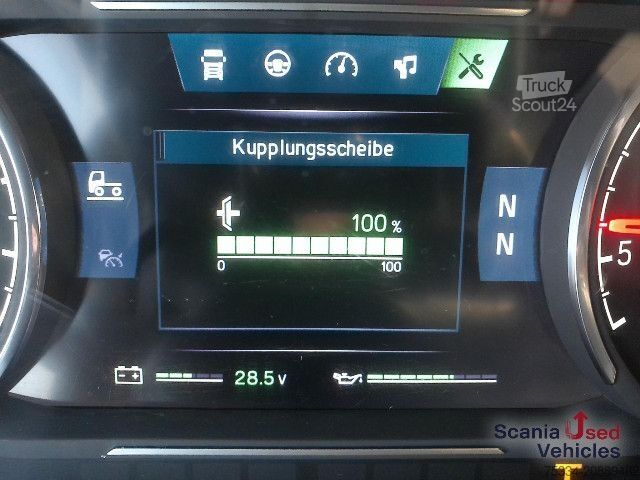 Truck
Scout24
Kupplungsscheibe
N
N
100 %
0 100
5
28.5 V
Scania Used
Vehicles